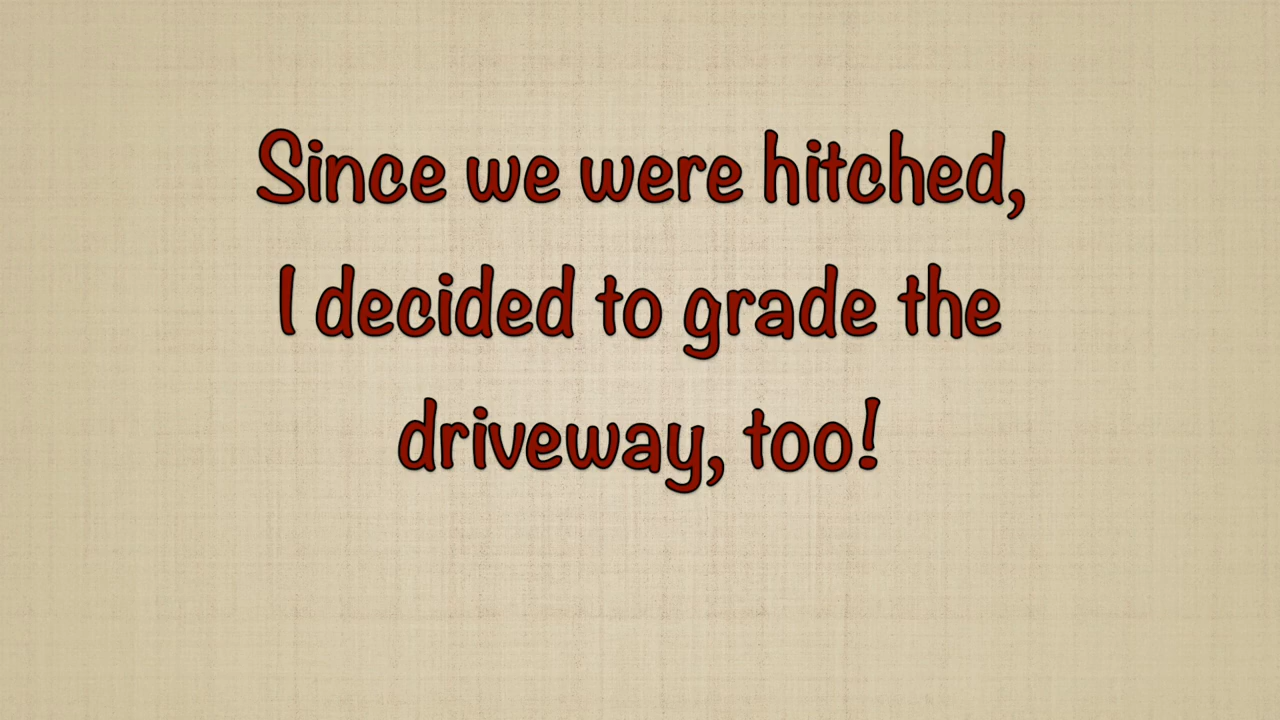 Since we were hitched,
I decided to grade the
driveway, too!